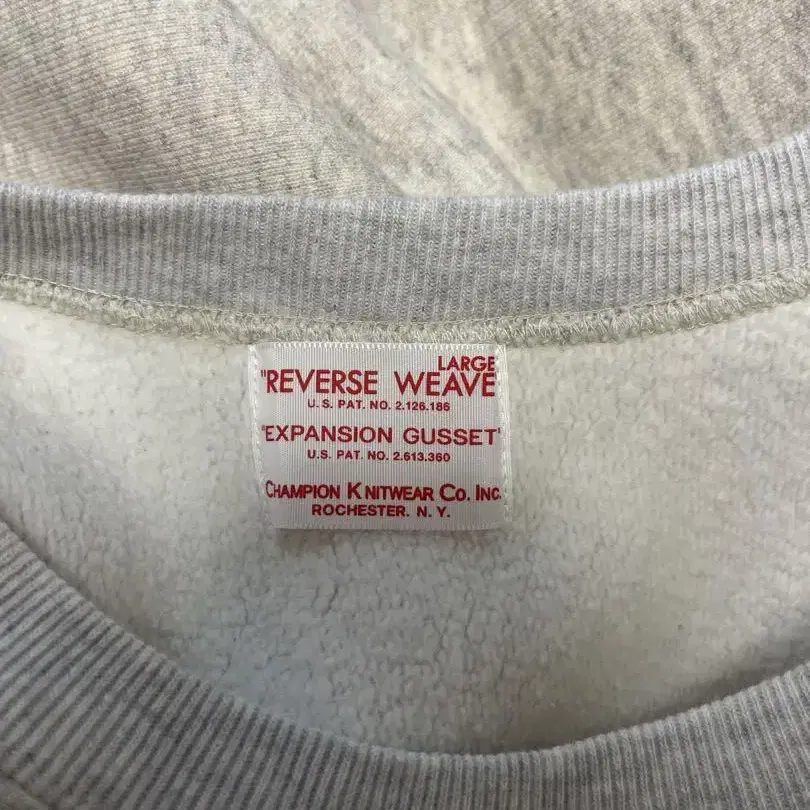 LARGE
"REVERSE WEAVE
U.S. PAT. NO. 2.126.186
'EXPANSION GUSSET'
U.S. PAT. NO. 2.613.360
CHAMPION KNITWEAR CO. INC.
ROCHESTER. N. Y.